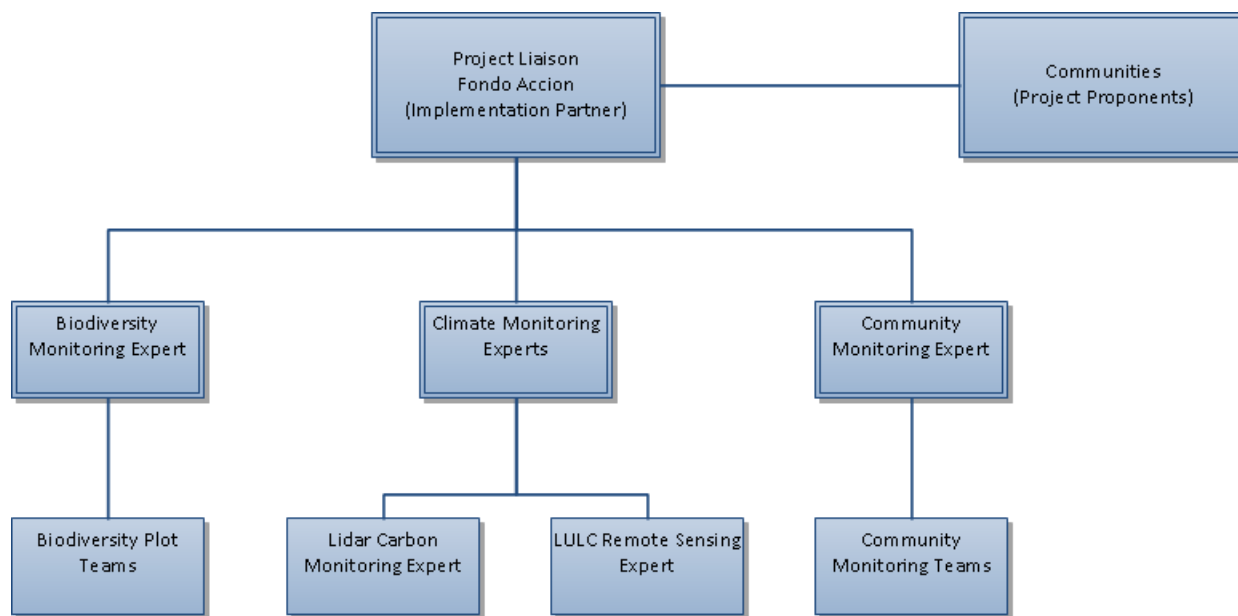 Project Liaison
Fondo Accion
(Implementation Partner)
Communities
(Project Proponents)
Biodiversity
Monitoring Expert
Climate Monitoring
Experts
Community
Monitoring Expert
Biodiversity Plot
Teams
Lidar Carbon
Monitoring Expert
LULC Remote Sensing
Expert
Community
Monitoring Teams